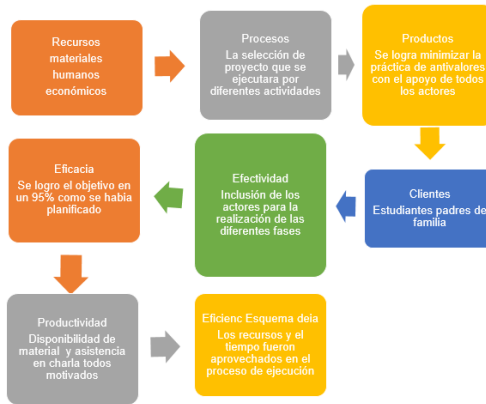 Recursos
materiales
humanos
económicos
Procesos
La selección de
proyecto que se
ejecutara por
diferentes actividades
Productos
Se logra minimizar la
práctica de antivalores
con el apoyo de todos
los actores
Clientes
Estudiantes padres de
familia
Efectividad
Inclusión de los
actores para la
realización de las
diferentes fases
Eficacia
Se logro el objetivo en
un 95% como se había
planificado
Productividad
Disponibilidad de
material y asistencia
en charla todos
motivados
Eficienc Esquema deia
Los recursos y el
tiempo fueron
aprovechados en el
proceso de ejecución